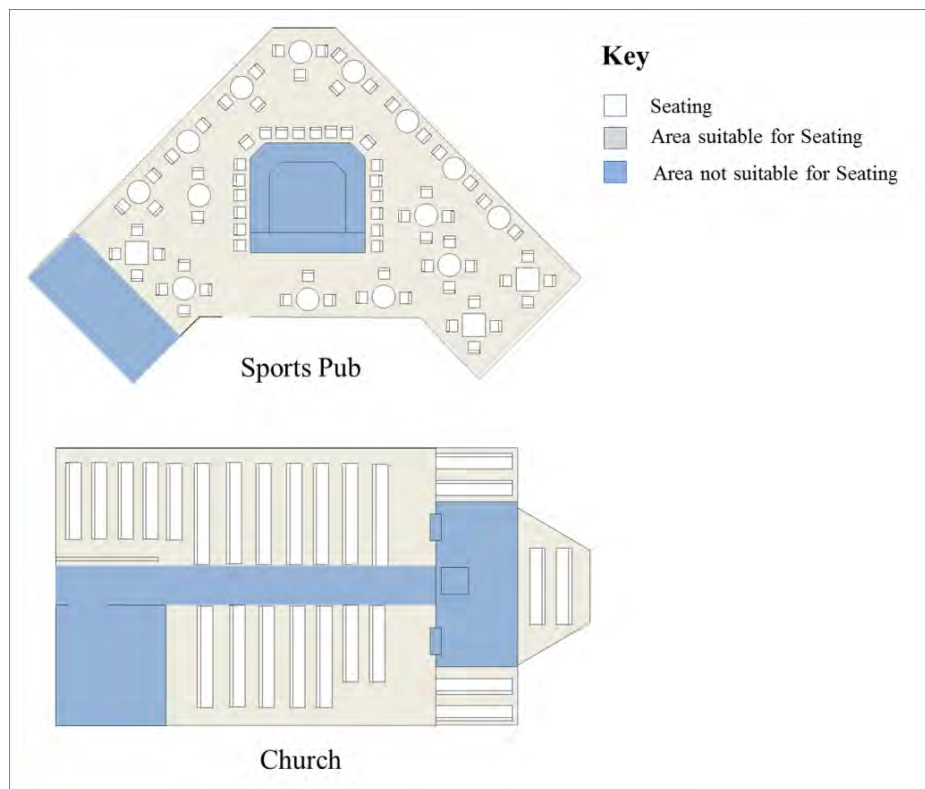 Key
Seating
Area suitable for Seating
Area not suitable for Seating
Sports Pub
Church